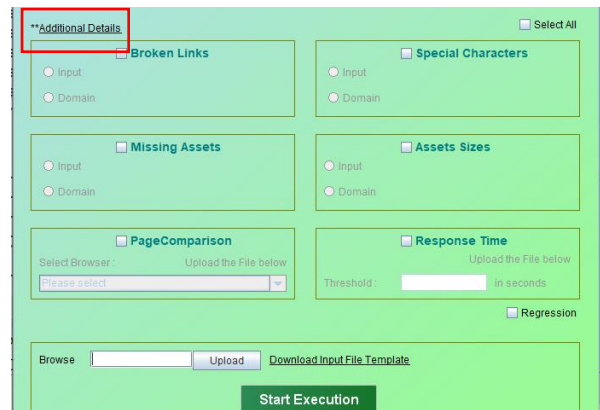 **Additional Details
Select All
Broken Links
Input
Domain
Special Characters
Input
Domain
Missing Assets
Input
Domain
Assets Sizes
Input
Domain
PageComparison
Select Browser : Upload the File below
Please select
Response Time
Upload the File below
Threshold : in seconds
Regression
Browse Upload Download Input File Template
Start Execution